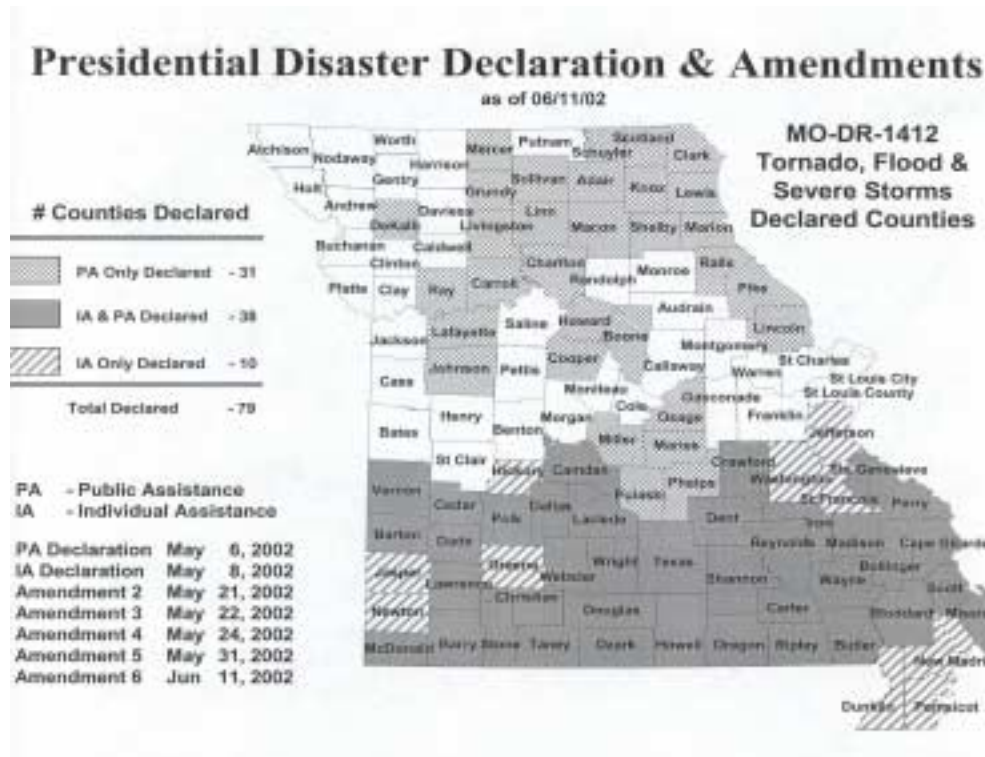 Presidential Disaster Declaration & Amendments
as of 06/11/02
MO-DR-1412
Tornado, Flood &
Severe Storms
Declared Counties
# Counties Declared
PA Only Declared - 31
IA & PA Declared - 38
IA Only Declared - 10
Total Declared - 79
PA - Public Assistance
IA - Individual Assistance
PA Declaration May 6, 2002
IA Declaration May 8, 2002
Amendment 2 May 21, 2002
Amendment 3 May 22, 2002
Amendment 4 May 24, 2002
Amendment 5 May 31, 2002
Amendment 6 Jun 11, 2002
Atchison Nodaway Worth Harrison Mercer Putnam Schuyler Scotland Clark
Holt Gentry Grundy Sullivan Adair Knox Lewis
Andrew DeKalb Daviess Livingston Linn Macon Shelby Marion
Buchanan Clinton Caldwell Chariton Randolph Monroe Ralls
Platte Clay Ray Carroll Audrain Pike
Jackson Lafayette Saline Howard Boone Montgomery Lincoln
Cass Johnson Pettis Cooper Callaway Warren St Charles
St Louis City
St Louis County
Moniteau Cole Osage Gasconade Franklin Jefferson
Bates Henry Benton Morgan Miller Maries
St Clair Hickory Camden Crawford Washington Ste. Genevieve
Vernon Cedar Polk Dallas Laclede Pulaski Phelps Dent Iron St. Francois Perry
Barton Dade Greene Webster Wright Texas Reynolds Madison Cape Girarde
Jasper Lawrence Christian Shannon Wayne Bollinger Scott
Newton Douglas Carter Stoddard Missi
McDonald Barry Stone Taney Ozark Howell Oregon Ripley Butler New Madri
Dunklin Pemiscot